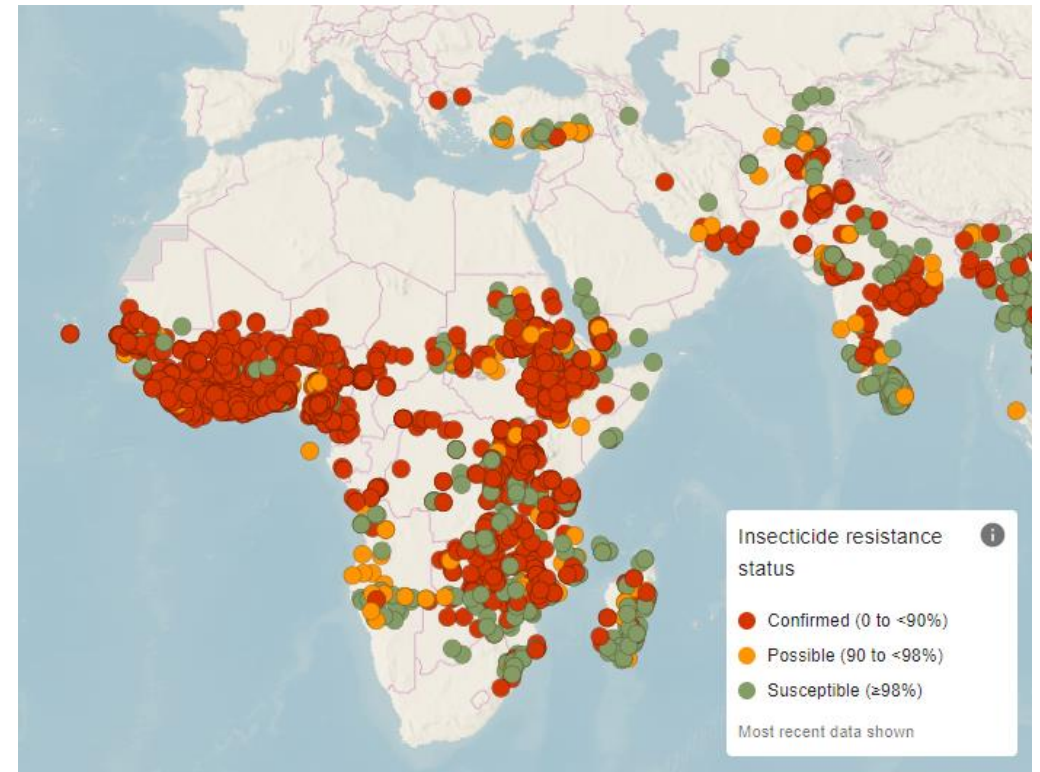 Insecticide resistance
status
Confirmed (0 to <90%)
Possible (90 to <98%)
Susceptible (≥98%)
Most recent data shown